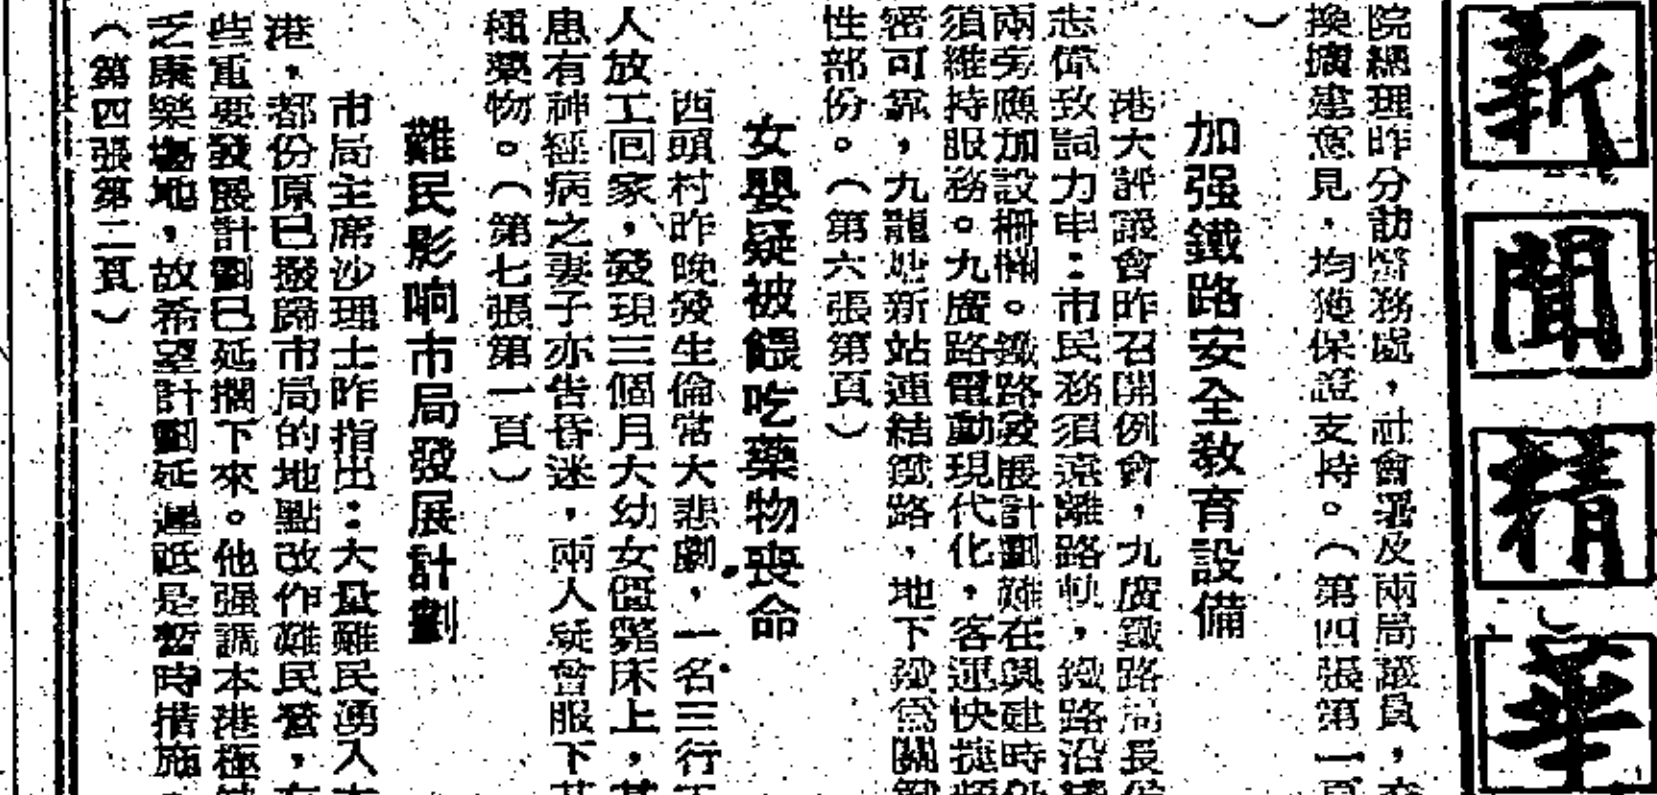 新聞精華
院總理昨分訪醫務處，社會署及兩局議員，交
換擴建意見，均獲保證支持。（第四張第一頁
）
加强鐵路安全教育設備
港大評議會昨召開例會，九廣鐵路局長
志偉致詞力申：市民務須遠離路軌，鐵路沿
兩旁應加設柵欄。鐵路發展計劃雖在興建時
須維持服務。九廣路電動現代化，客運快捷
密可靠，九龍地新站連結鐵路，地下鐵為關鍵
性部份。（第六張第頁）
女嬰疑被餵吃藥物喪命
西頭村昨晚發生倫常大悲劇，一名三行
人放工回家，發現三個月大幼女僵斃床上，其
患有神經病之妻子亦告昏迷，兩人疑曾服下某
種藥物。（第七張第一頁）
難民影响市局發展計劃
市局主席沙理士昨指出：大量難民湧入本
港，都份原已撥歸市局的地點改作難民營，有
些重要發展計劃已延擱下來。他强調本港極
乏康樂塲地，故希望計劃延遲祗是暫時措施。
（第四張第二頁）